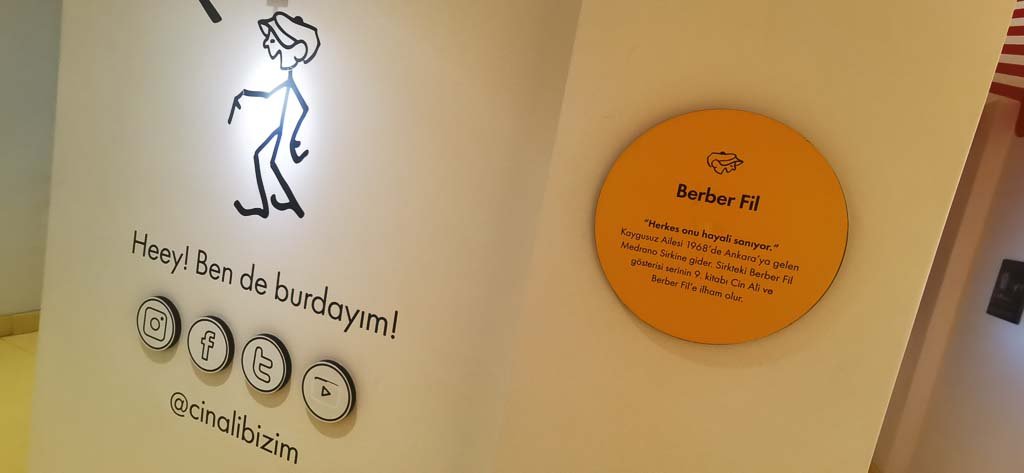 Heey! Ben de burdayım!
@cinalibizim
Berber Fil
"Herkes onu hayali sanıyor."
Kaygusuz Ailesi 1968'de Ankara'ya gelen
Medrano Sirkine gider. Sirkteki Berber Fil
gösterisi serinin 9. kitabı Cin Ali ve
Berber Fil'e ilham olur.